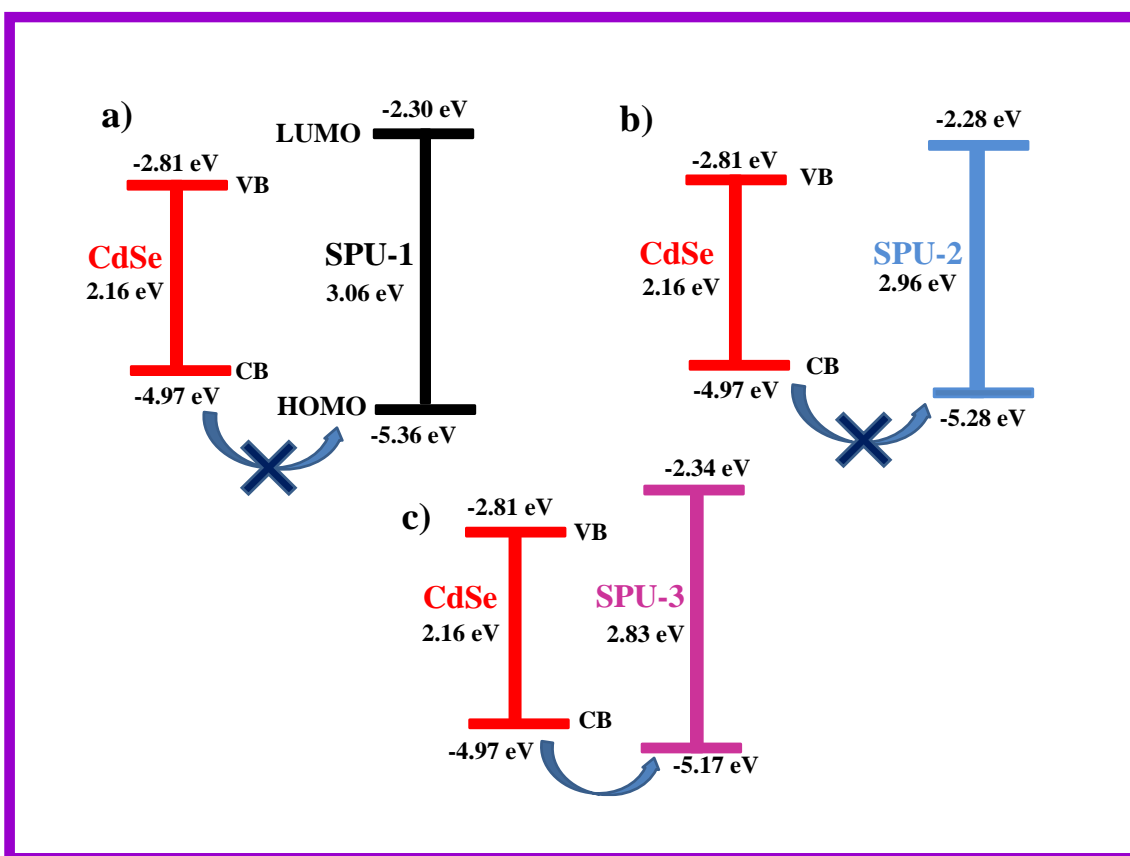 a)
-2.30 eV
LUMO
-2.81 eV
VB
CdSe
2.16 eV
SPU-1
3.06 eV
CB
-4.97 eV
HOMO
-5.36 eV
b)
-2.28 eV
-2.81 eV
VB
CdSe
2.16 eV
SPU-2
2.96 eV
CB
-4.97 eV
-5.28 eV
c)
-2.34 eV
-2.81 eV
VB
CdSe
2.16 eV
SPU-3
2.83 eV
CB
-4.97 eV
-5.17 eV